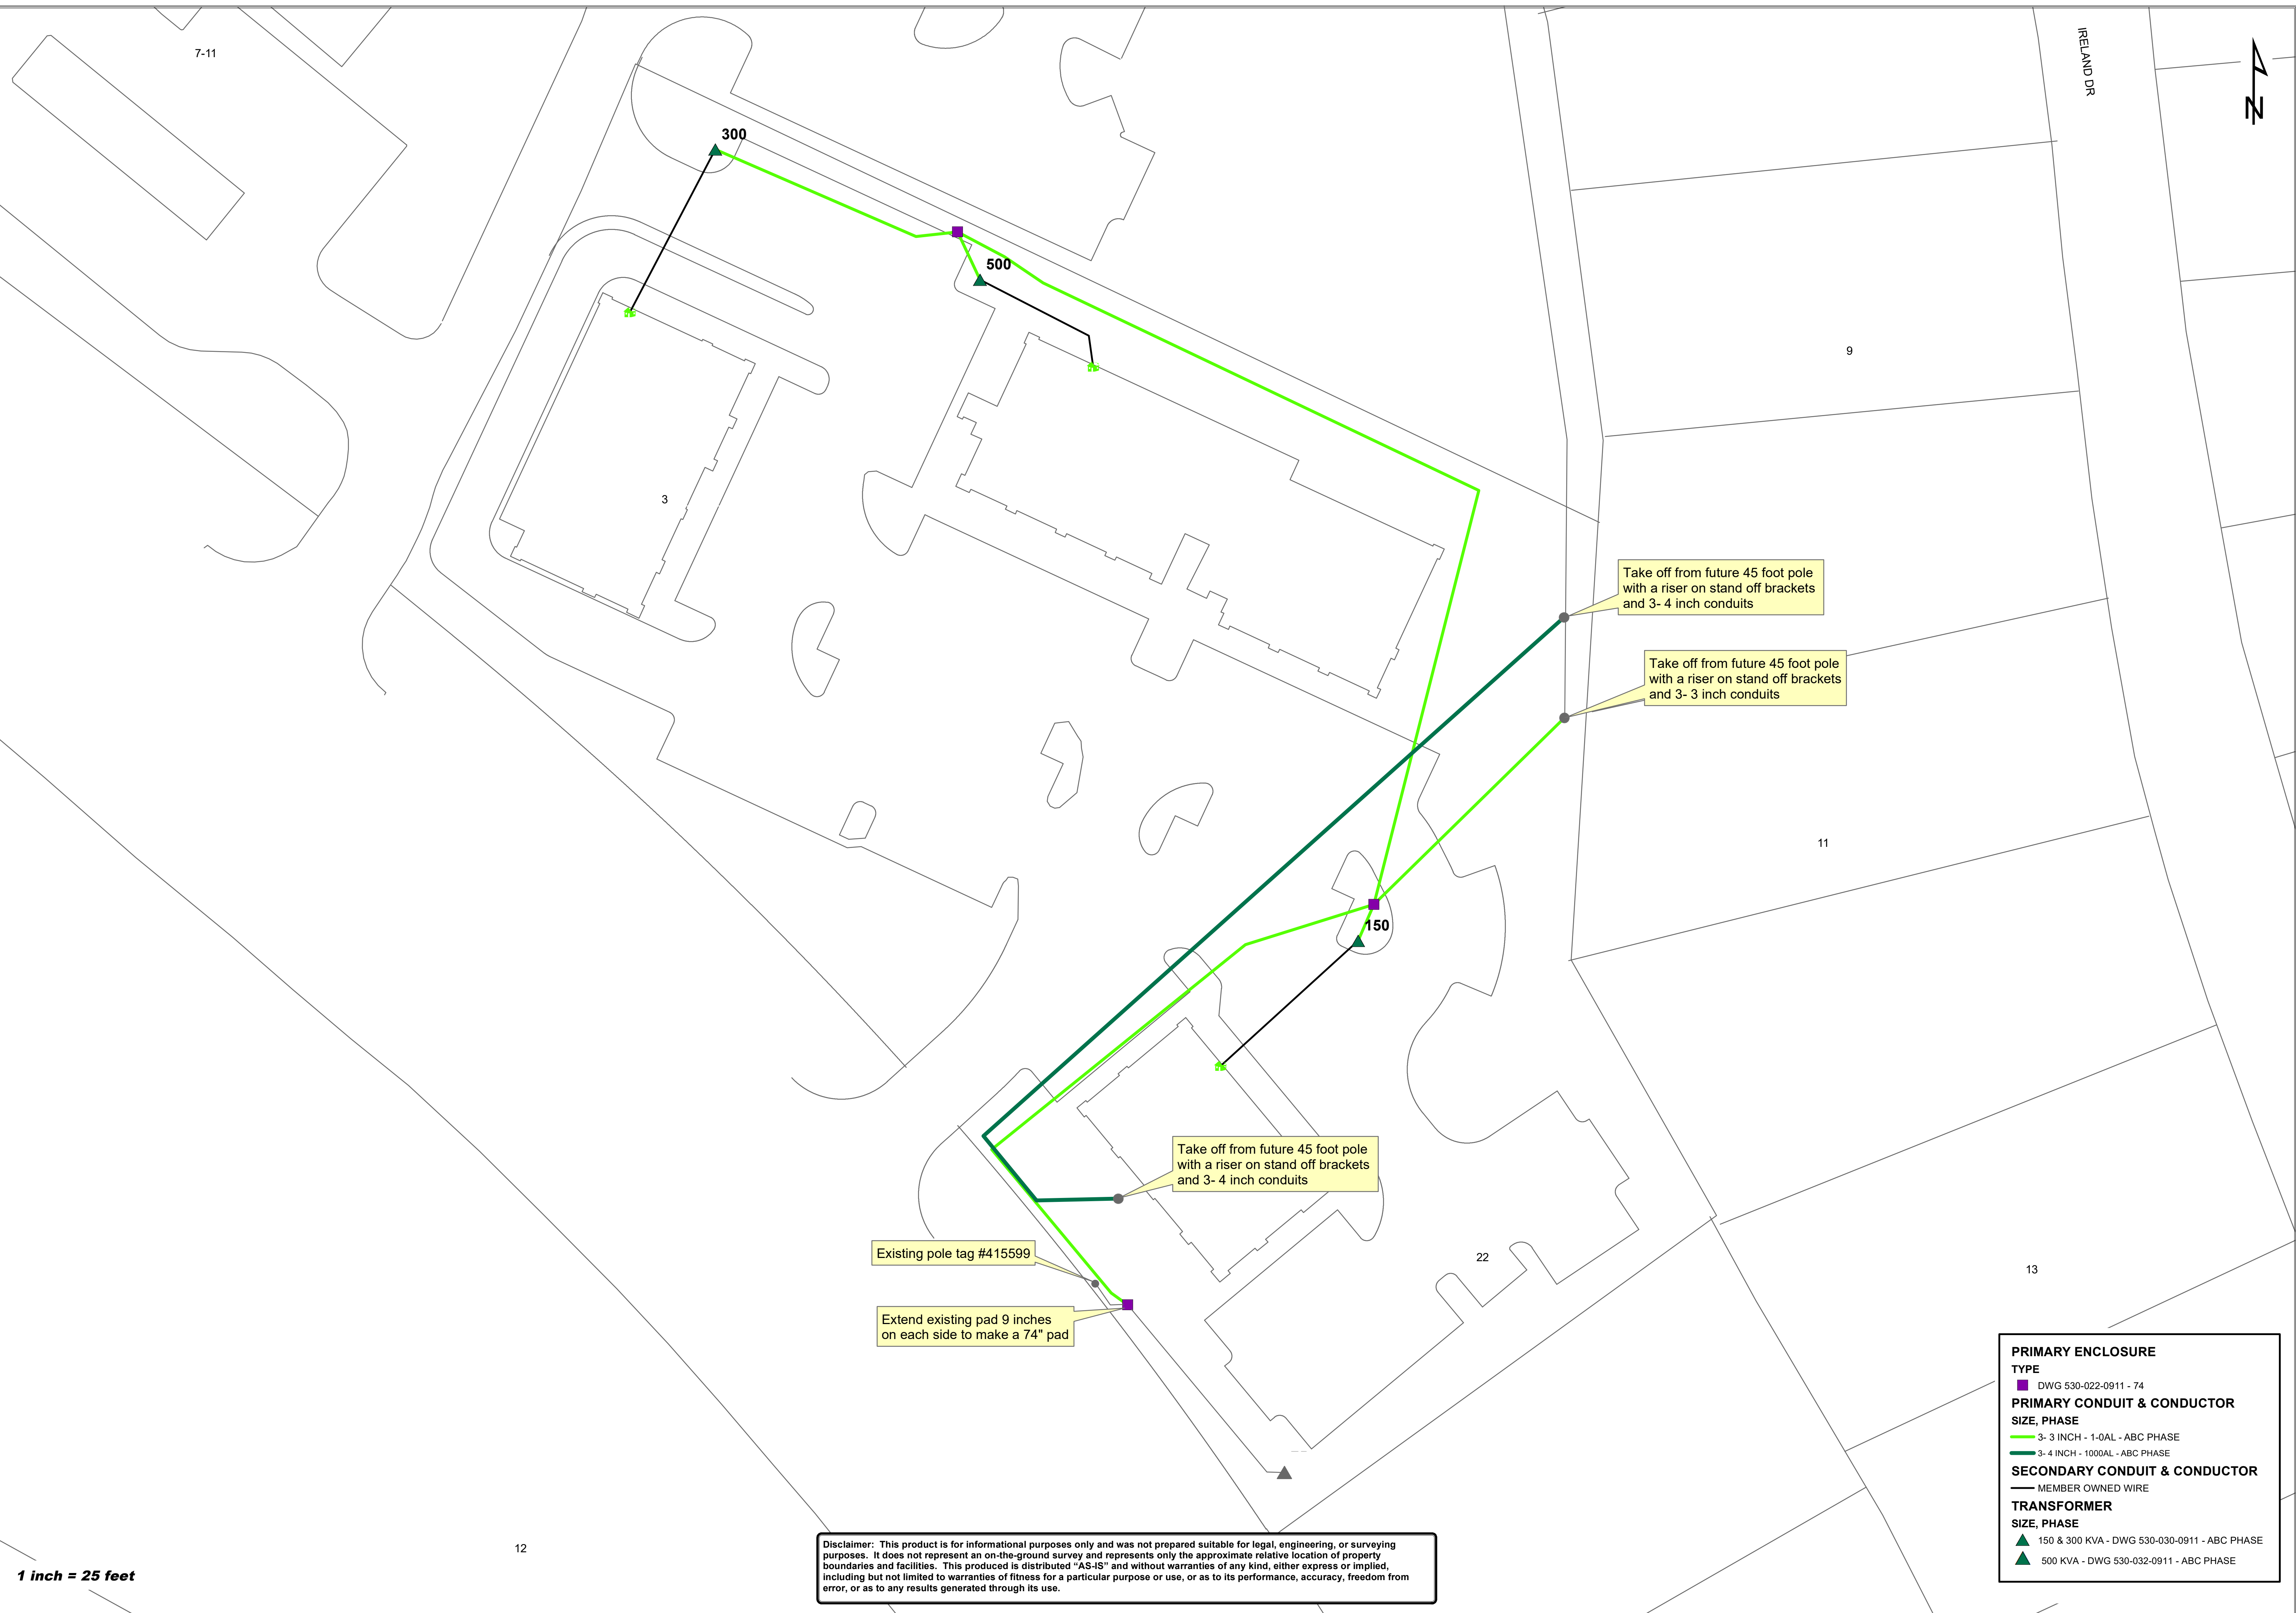 7-11
IRELAND DR
N
300
500
9
3
Take off from future 45 foot pole
with a riser on stand off brackets
and 3- 4 inch conduits
Take off from future 45 foot pole
with a riser on stand off brackets
and 3- 3 inch conduits
11
150
Take off from future 45 foot pole
with a riser on stand off brackets
and 3- 4 inch conduits
Existing pole tag #415599
22
13
Extend existing pad 9 inches
on each side to make a 74" pad
PRIMARY ENCLOSURE
TYPE
DWG 530-022-0911 - 74
PRIMARY CONDUIT & CONDUCTOR
SIZE, PHASE
3- 3 INCH - 1-0AL - ABC PHASE
3- 4 INCH - 1000AL - ABC PHASE
SECONDARY CONDUIT & CONDUCTOR
MEMBER OWNED WIRE
TRANSFORMER
SIZE, PHASE
150 & 300 KVA - DWG 530-030-0911 - ABC PHASE
500 KVA - DWG 530-032-0911 - ABC PHASE
12
1 inch = 25 feet
Disclaimer: This product is for informational purposes only and was not prepared suitable for legal, engineering, or surveying
purposes. It does not represent an on-the-ground survey and represents only the approximate relative location of property
boundaries and facilities. This produced is distributed “AS-IS” and without warranties of any kind, either express or implied,
including but not limited to warranties of fitness for a particular purpose or use, or as to its performance, accuracy, freedom from
error, or as to any results generated through its use.